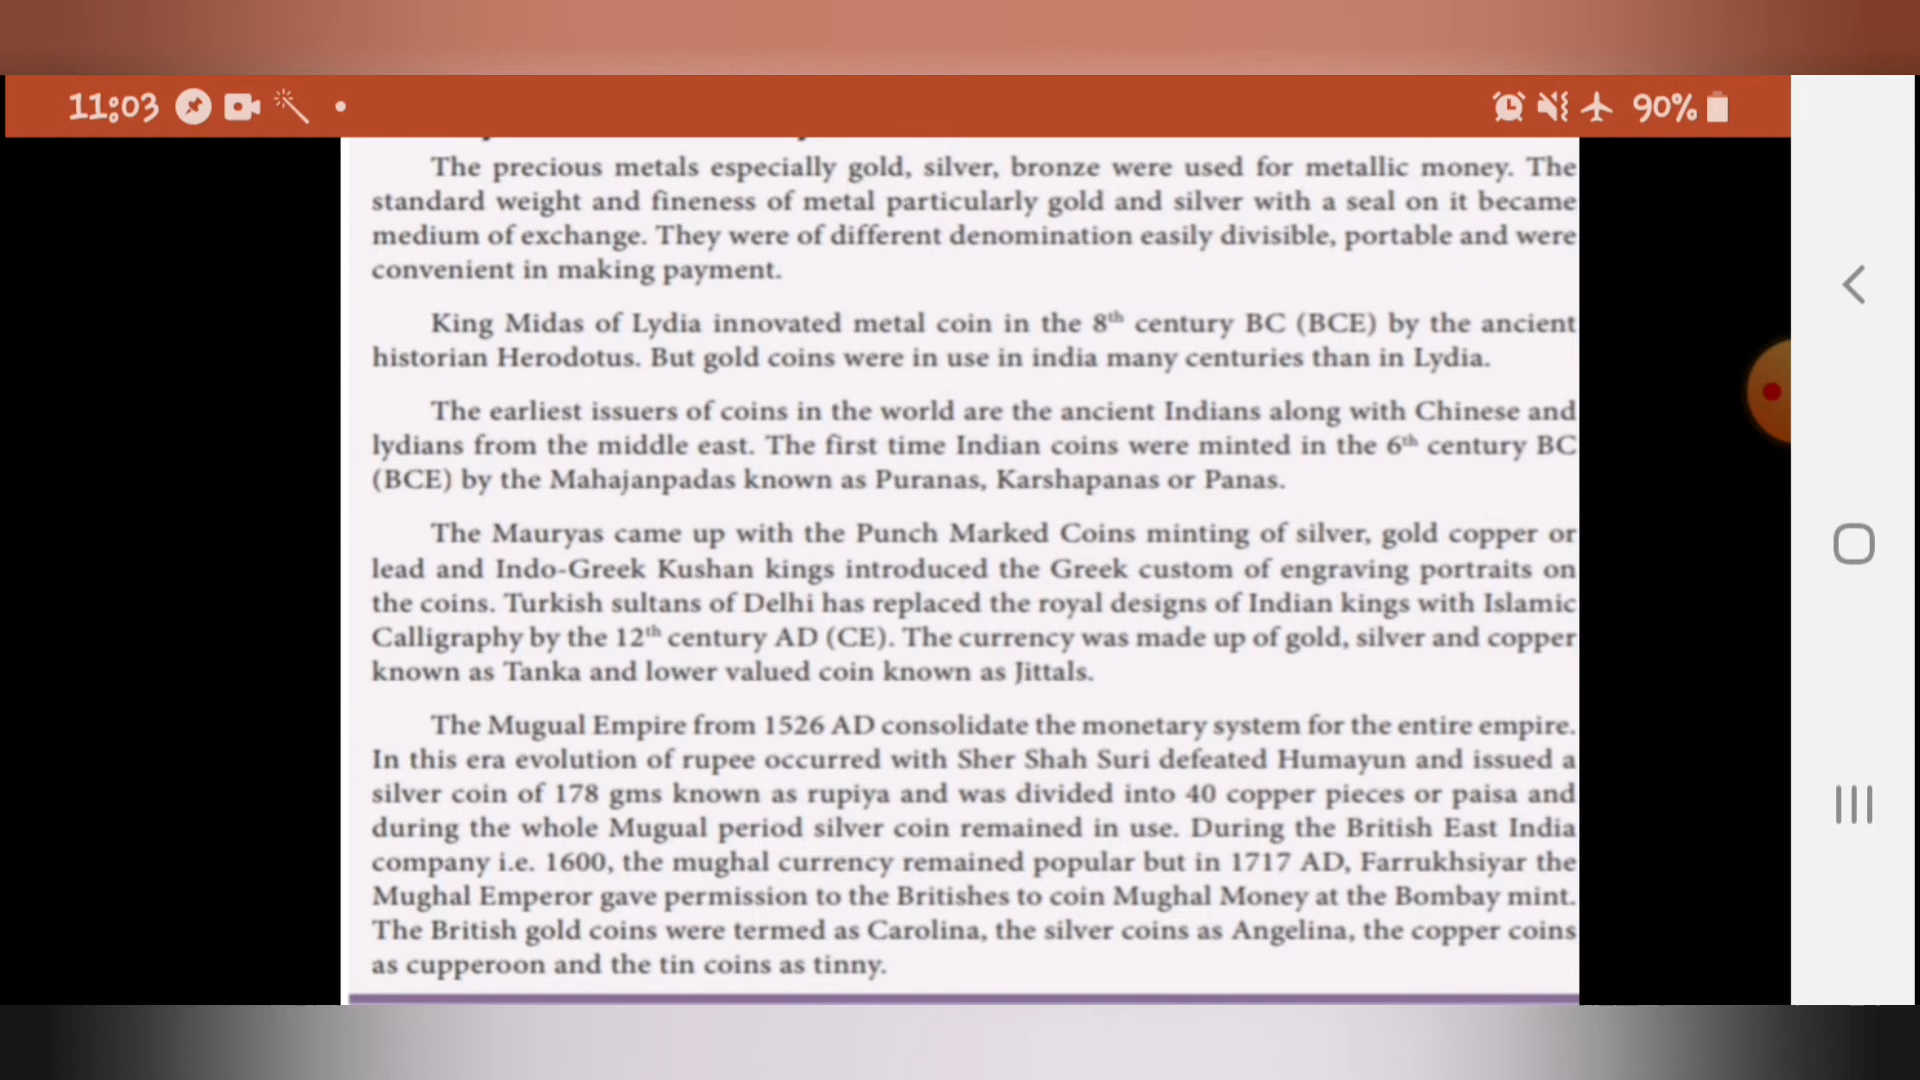 11:03
90%
The precious metals especially gold, silver, bronze were used for metallic money. The
standard weight and fineness of metal particularly gold and silver with a seal on it became
medium of exchange. They were of different denomination easily divisible, portable and were
convenient in making payment.
King Midas of Lydia innovated metal coin in the 8th century BC (BCE) by the ancient
historian Herodotus. But gold coins were in use in india many centuries than in Lydia.
The earliest issuers of coins in the world are the ancient Indians along with Chinese and
lydians from the middle east. The first time Indian coins were minted in the 6th century BC
(BCE) by the Mahajanpadas known as Puranas, Karshapanas or Panas.
The Mauryas came up with the Punch Marked Coins minting of silver, gold copper or
lead and Indo-Greek Kushan kings introduced the Greek custom of engraving portraits on
the coins. Turkish sultans of Delhi has replaced the royal designs of Indian kings with Islamic
Calligraphy by the 12th century AD (CE). The currency was made up of gold, silver and copper
known as Tanka and lower valued coin known as Jittals.
The Mugual Empire from 1526 AD consolidate the monetary system for the entire empire.
In this era evolution of rupee occurred with Sher Shah Suri defeated Humayun and issued a
silver coin of 178 gms known as rupiya and was divided into 40 copper pieces or paisa and
during the whole Mugual period silver coin remained in use. During the British East India
company i.e. 1600, the mughal currency remained popular but in 1717 AD, Farrukhsiyar the
Mughal Emperor gave permission to the Britishes to coin Mughal Money at the Bombay mint.
The British gold coins were termed as Carolina, the silver coins as Angelina, the copper coins
as cupperoon and the tin coins as tinny.